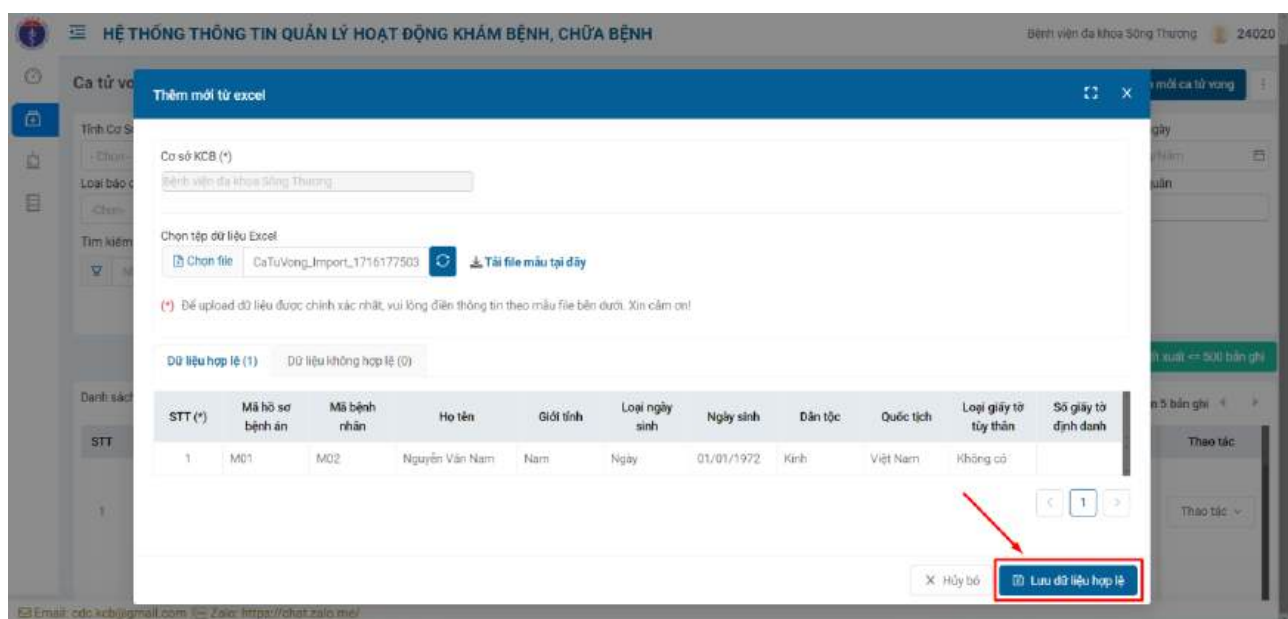 HỆ THỐNG THÔNG TIN QUẢN LÝ HOẠT ĐỘNG KHÁM BỆNH, CHỮA BỆNH
Bệnh viện đa khoa Sông Thương
24020
Ca tử vo
mới ca tử vong
Thêm mới từ excel
Tỉnh Cơ S
gày
Cơ sở KCB (*)
Bệnh viện đa khoa Sông Thương
Loại báo c
uân
Chọn tệp dữ liệu Excel
Tìm kiếm
Chọn file
CaTuVong_Import_1716177503
Tải file mẫu tại đây
(*) Để upload dữ liệu được chính xác nhất, vui lòng điền thông tin theo mẫu file bên dưới. Xin cảm ơn!
Dữ liệu hợp lệ (1) Dữ liệu không hợp lệ (0)
xuất <= 500 bản ghi
Danh sách
5 bản ghi
STT (*) Mã hồ sơ bệnh án Mã bệnh nhân Họ tên Giới tính Loại ngày sinh Ngày sinh Dân tộc Quốc tịch Loại giấy tờ tùy thân Số giấy tờ định danh
STT
Thao tác
1 M01 M02 Nguyễn Văn Nam Nam Ngày 01/01/1972 Kinh Việt Nam Không có
1
1
Thao tác
Hủy bỏ
Lưu dữ liệu hợp lệ
Email: cdc.kcb@gmail.com Zalo: https://chat.zalo.me/